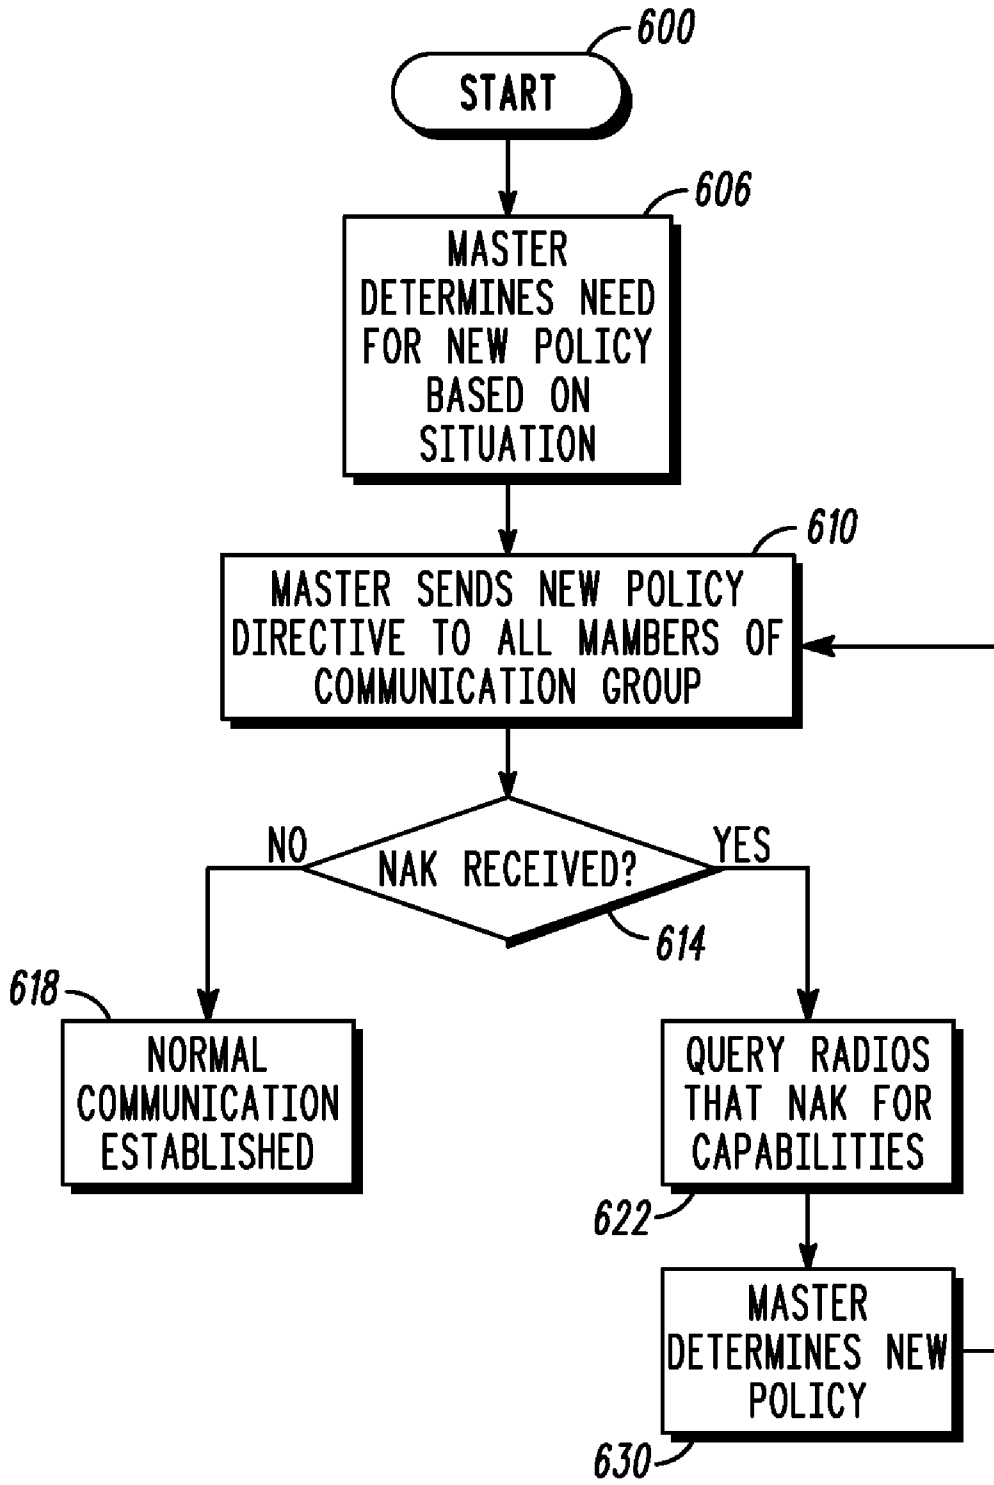 600
START
606
MASTER
DETERMINES NEED
FOR NEW POLICY
BASED ON
SITUATION
610
MASTER SENDS NEW POLICY
DIRECTIVE TO ALL MAMBERS OF
COMMUNICATION GROUP
NO
NAK RECEIVED?
YES
614
618
NORMAL
COMMUNICATION
ESTABLISHED
QUERY RADIOS
THAT NAK FOR
CAPABILITIES
622
MASTER
DETERMINES NEW
POLICY
630